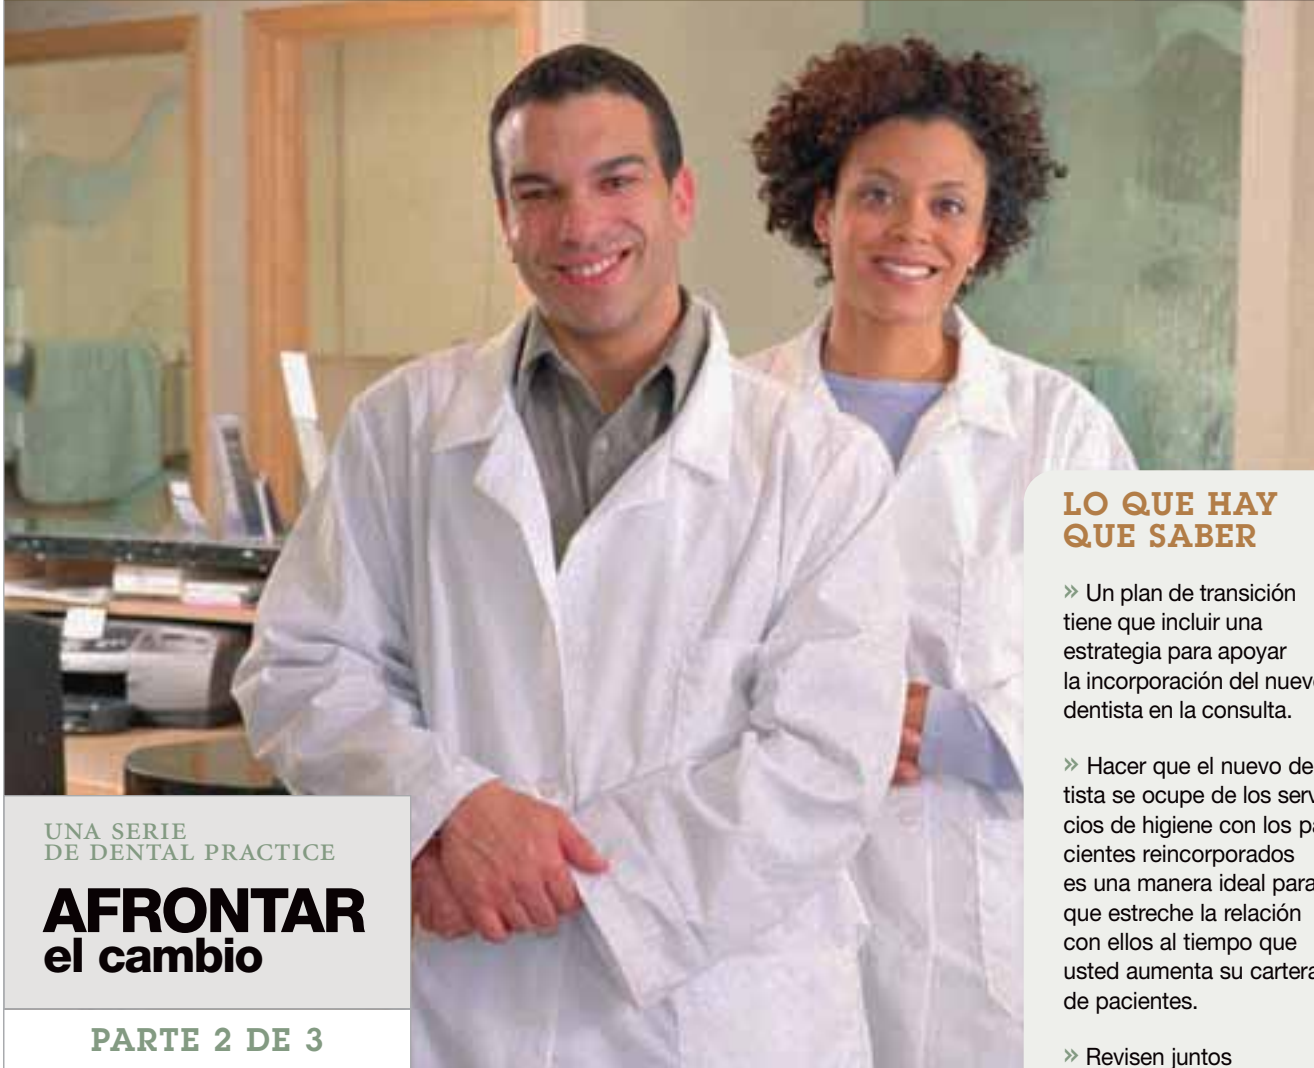 UNA SERIE
DE DENTAL PRACTICE
AFRONTAR
el cambio
PARTE 2 DE 3
LO QUE HAY
QUE SABER
» Un plan de transición
tiene que incluir una
estrategia para apoyar
la incorporación del nuevo
dentista en la consulta.
» Hacer que el nuevo de
tista se ocupe de los serv
cios de higiene con los pa
cientes reincorporados
es una manera ideal para
que estreche la relación
con ellos al tiempo que
usted aumenta su cartera
de pacientes.
» Revisen juntos